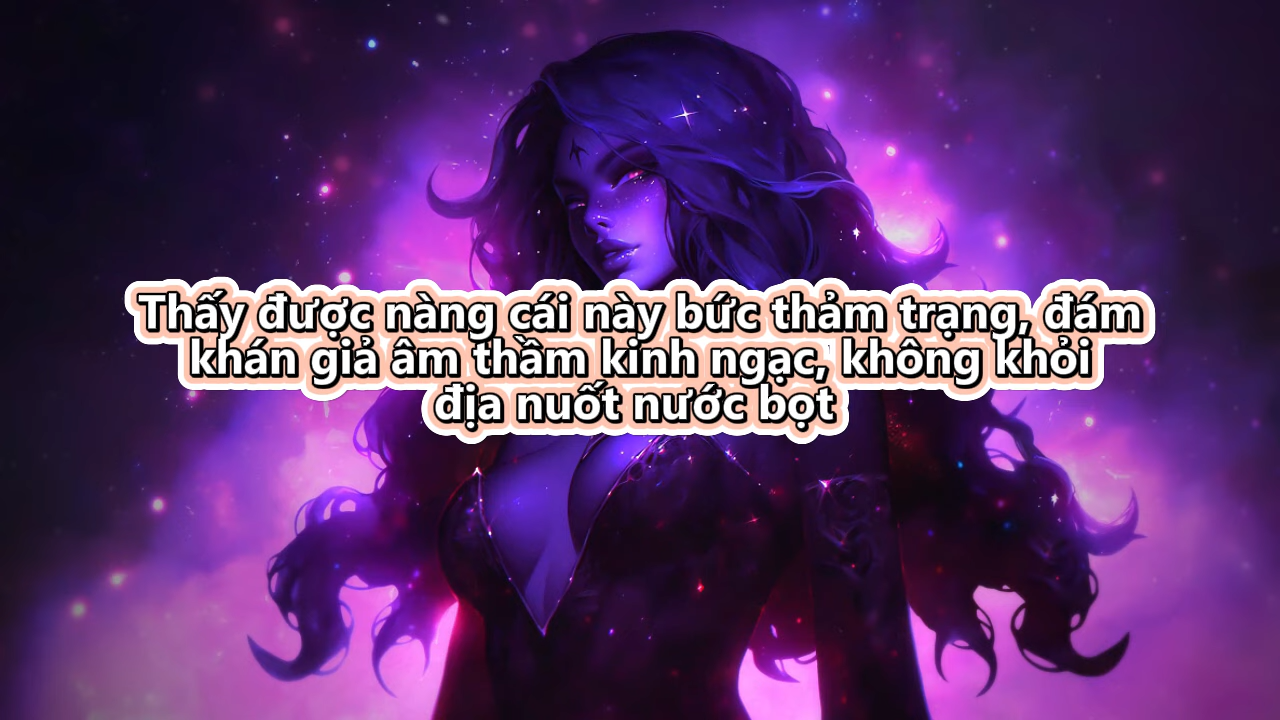 Thấy được nàng cái này bức thảm trạng, đám
khán giả âm thầm kinh ngạc, không khỏi
địa nuốt nước bọt